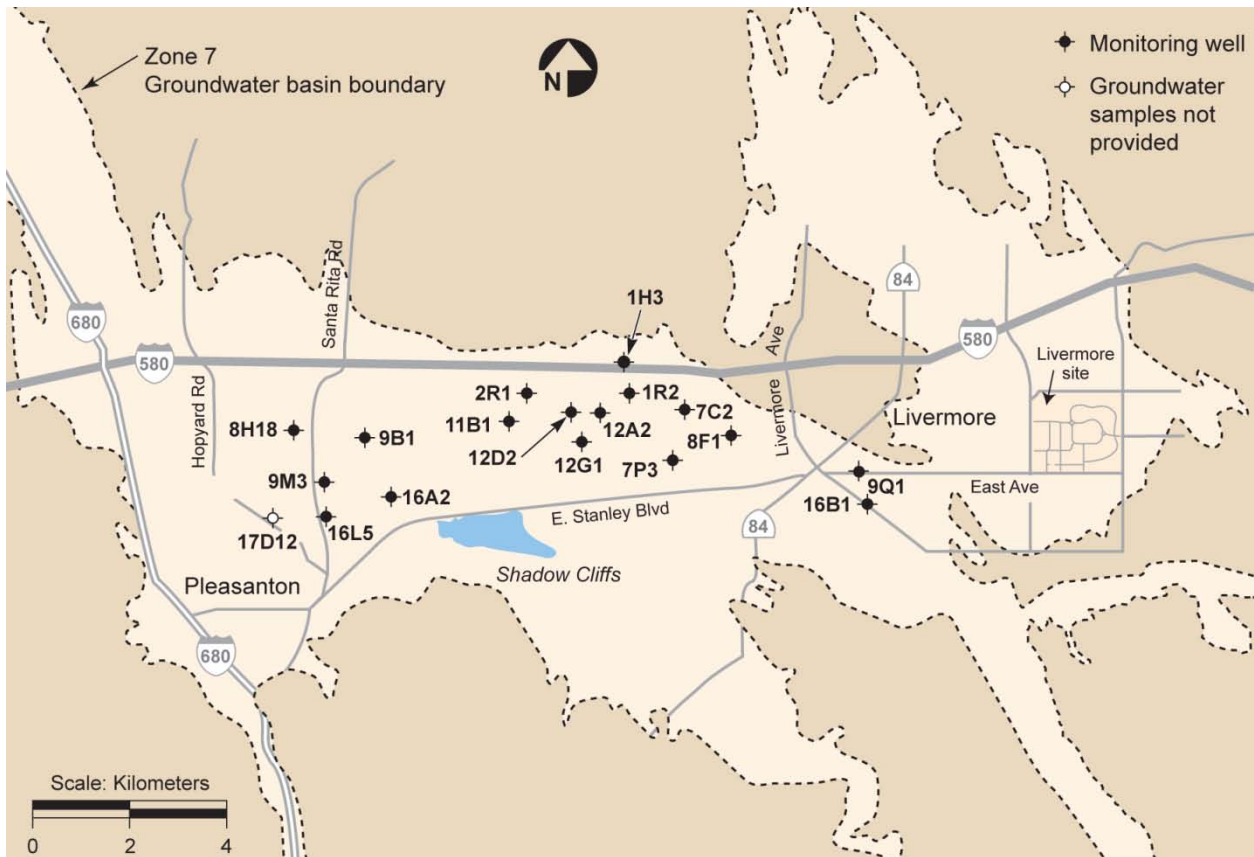 Zone 7
Groundwater basin boundary
N
Monitoring well
Groundwater
samples not
provided
Santa Rita Rd
Hopyard Rd
680
580
1H3
84
580
Livermore
Ave
Livermore
site
2R1
1R2
7C2
Livermore
8H18
9B1
11B1
12D2
12A2
12G1
8F1
7P3
9M3
16A2
9Q1
East Ave
16B1
17D12
16L5
E. Stanley Blvd
84
Shadow Cliffs
Pleasanton
680
Scale: Kilometers
0 2 4